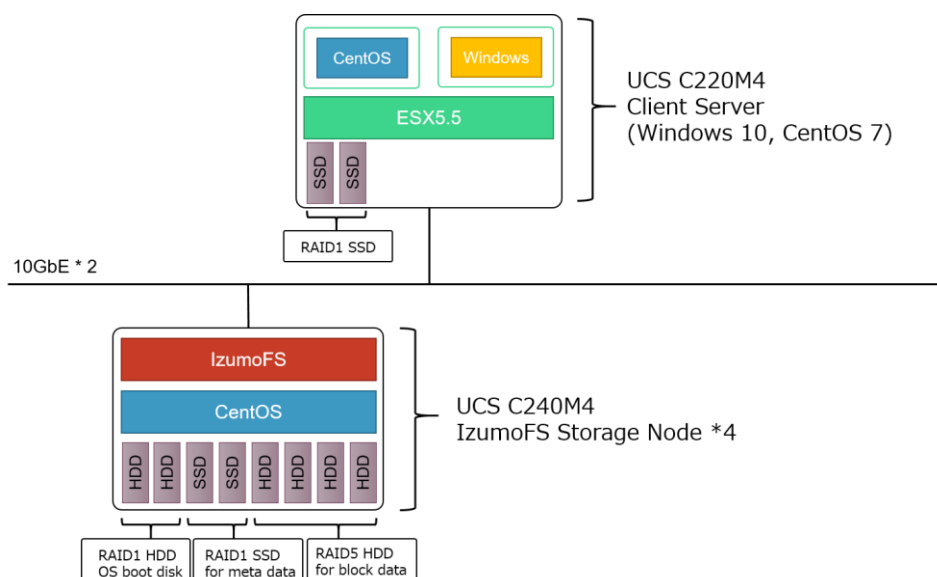 CentOS
Windows
UCS C220M4
Client Server
(Windows 10, CentOS 7)
ESX5.5
SSD
SSD
RAID1 SSD
10GbE * 2
IzumoFS
CentOS
UCS C240M4
IzumoFS Storage Node *4
HDD
HDD
SSD
SSD
HDD
HDD
HDD
HDD
RAID1 HDD
OS boot disk
RAID1 SSD
for meta data
RAID5 HDD
for block data